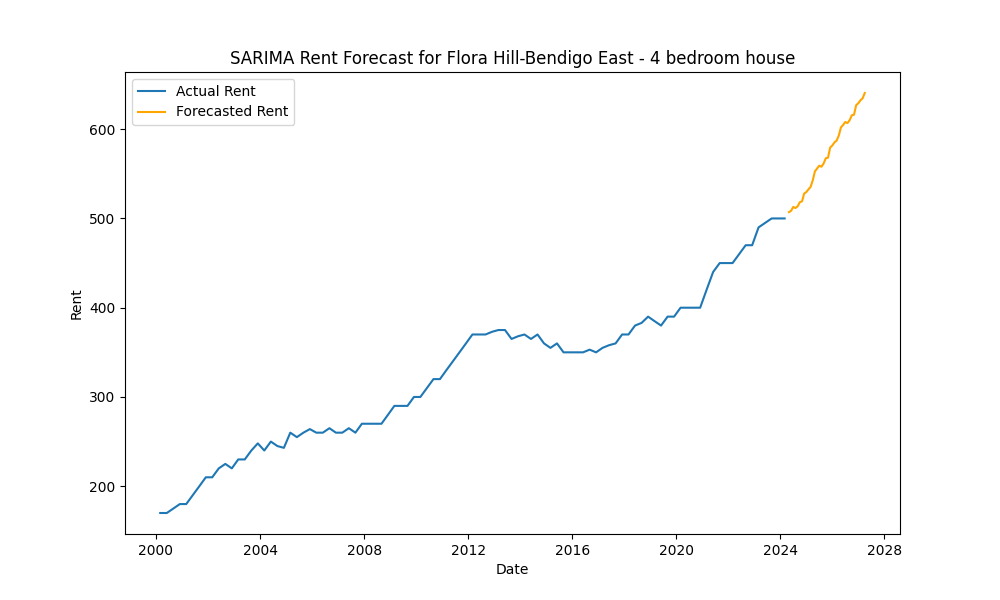 SARIMA Rent Forecast for Flora Hill-Bendigo East - 4 bedroom house
Actual Rent
Forecasted Rent
600
500
400
300
200
Rent
2000 2004 2008 2012 2016 2020 2024 2028
Date